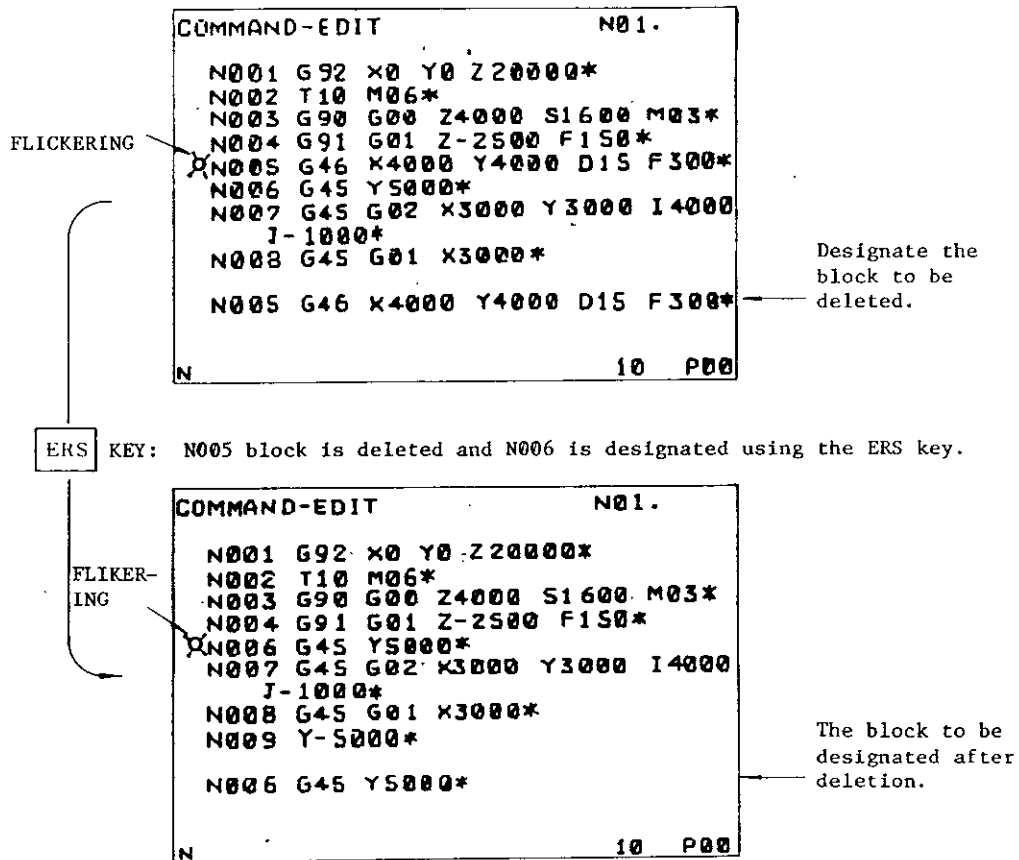 COMMAND-EDIT N01.
N001 G92 X0 Y0 Z20000*
N002 T10 M06*
N003 G90 G00 Z4000 S1600 M03*
N004 G91 G01 Z-2500 F150*
FLICKERING
N005 G46 X4000 Y4000 D15 F300*
N006 G45 Y5000*
N007 G45 G02 X3000 Y3000 I4000
J-1000*
N008 G45 G01 X3000*
N005 G46 X4000 Y4000 D15 F300*
Designate the
block to be
deleted.
N 10 P00
ERS KEY: N005 block is deleted and N006 is designated using the ERS key.
COMMAND-EDIT N01.
N001 G92 X0 Y0 Z20000*
N002 T10 M06*
N003 G90 G00 Z4000 S1600 M03*
N004 G91 G01 Z-2500 F150*
FLIKER-
ING
N006 G45 Y5000*
N007 G45 G02 X3000 Y3000 I4000
J-1000*
N008 G45 G01 X3000*
N009 Y-5000*
N006 G45 Y5000*
The block to be
designated after
deletion.
N 10 P00